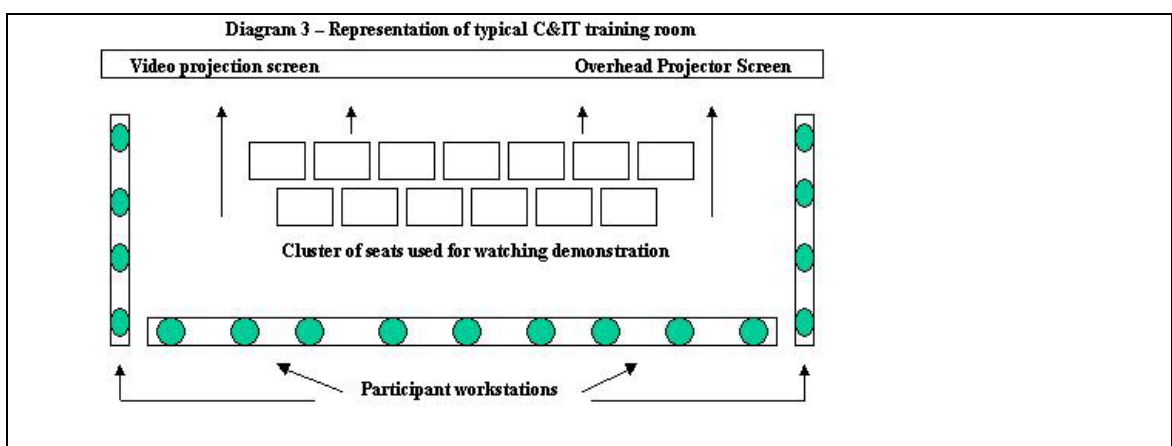 Diagram 3 – Representation of typical C&IT training room
Video projection screen
Overhead Projector Screen
Cluster of seats used for watching demonstration
Participant workstations